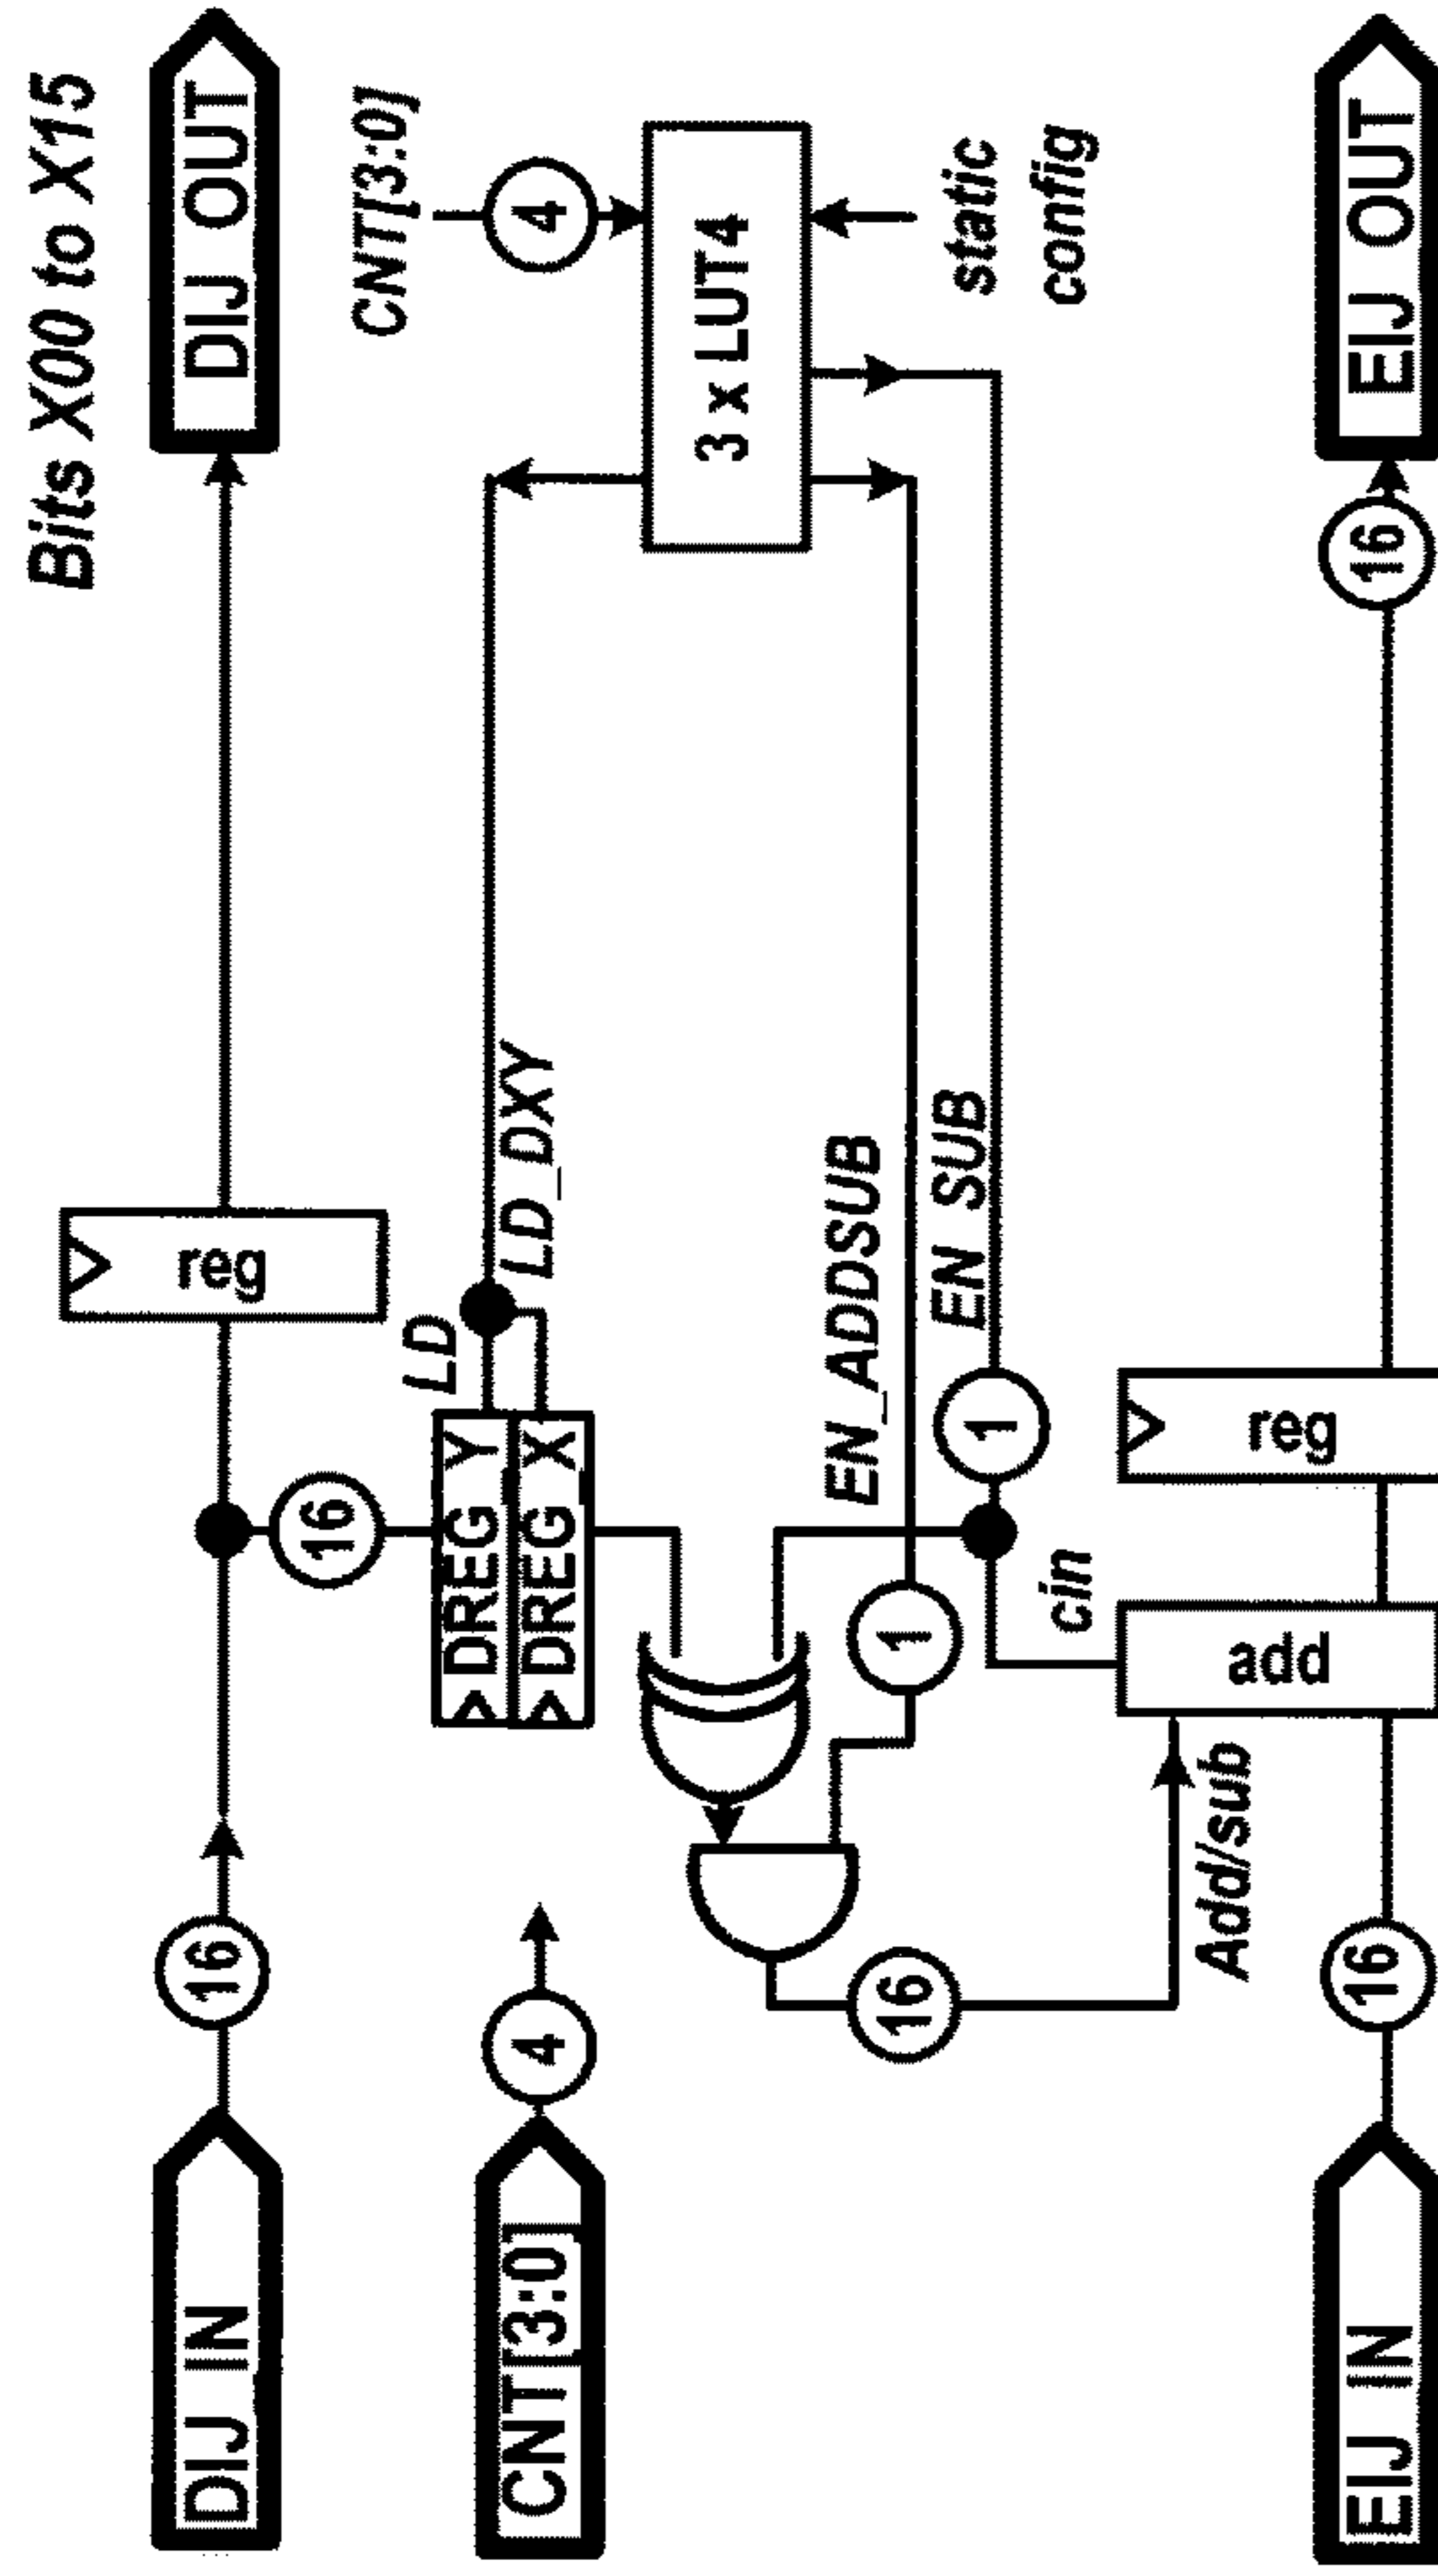 Bits X00 to X15
DIJ IN
16
reg
DIJ OUT
16
CNT[3:0]
4
CNT[3:0]
4
LD
LD_DXY
DREG_Y
DREG_X
3 x LUT4
static
config
EN_ADDSUB
EN_SUB
1
1
16
cin
Add/sub
add
reg
EIJ IN
16
16
EIJ OUT